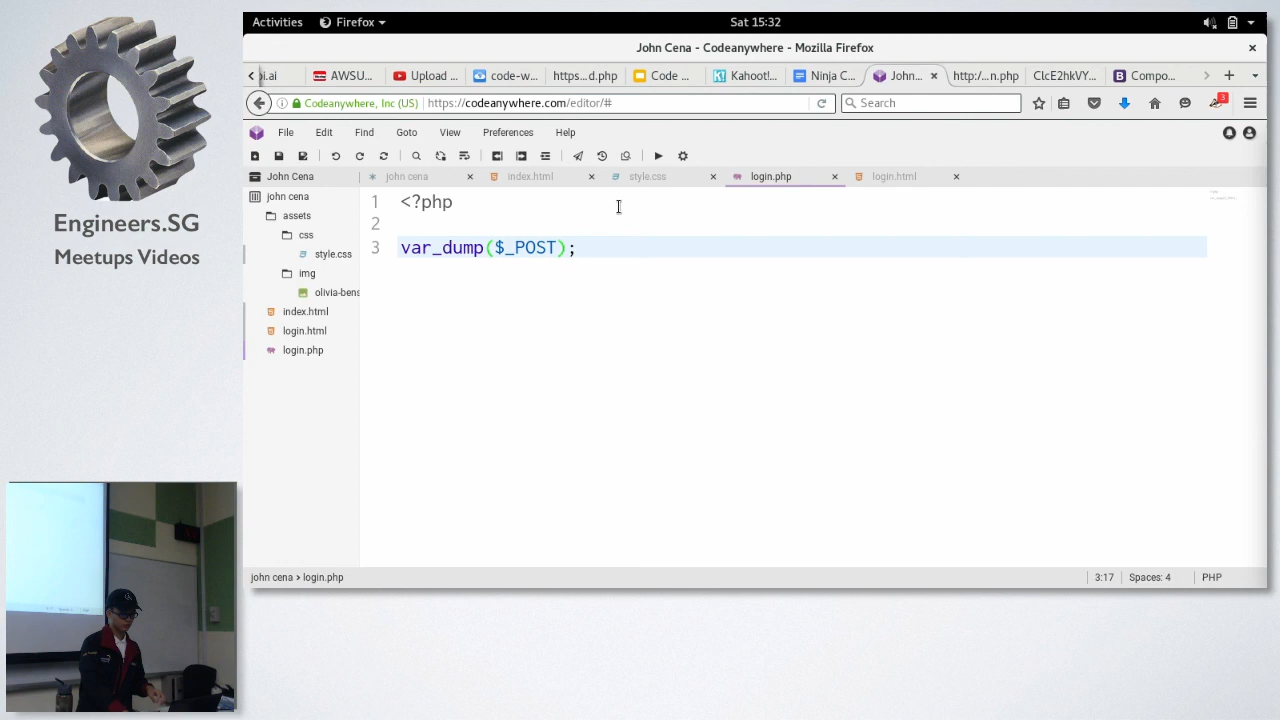 Engineers.SG
Meetups Videos
Activities Firefox Sat 15:32
John Cena - Codeanywhere - Mozilla Firefox
AWSU... Upload ... code-w... https...d.php Code ... Kahoot!... Ninja C... John... http:/...n.php ClcE2hkVY... Compo...
Codeanywhere, Inc (US) https://codeanywhere.com/editor/# Search 3
File Edit Find Goto View Preferences Help
John Cena john cena index.html style.css login.php login.html
john cena
assets
css
style.css
img
olivia-bens
index.html
login.html
login.php
1 <?php
2
3 var_dump($_POST);
john cena > login.php 3:17 Spaces: 4 PHP